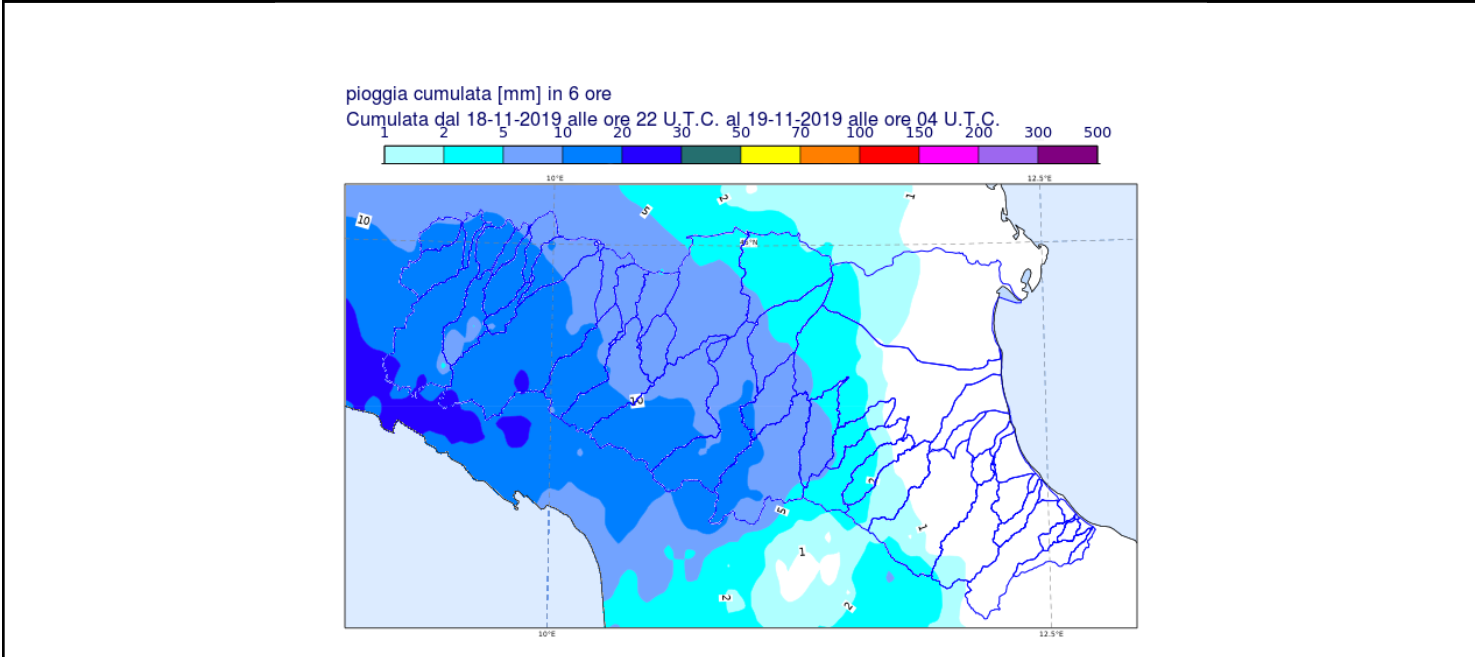 pioggia cumulata [mm] in 6 ore
Cumulata dal 18-11-2019 alle ore 22 U.T.C. al 19-11-2019 alle ore 04 U.T.C.
1 2 5 10 20 30 50 70 100 150 200 300 500
10°E 12.5°E
5 2 1
10
45°N
10
2
5
1
1
2 2
10°E 12.5°E